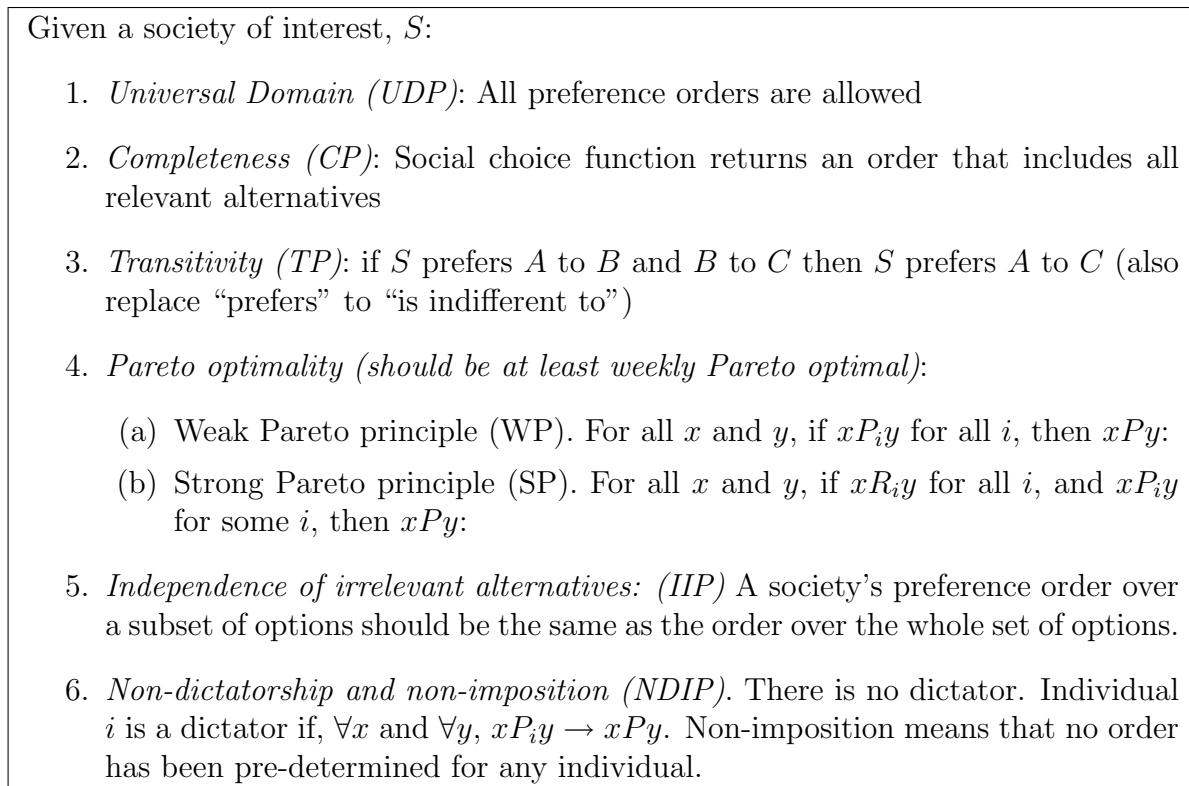 Given a society of interest, S:
1. Universal Domain (UDP): All preference orders are allowed
2. Completeness (CP): Social choice function returns an order that includes all
relevant alternatives
3. Transitivity (TP): if S prefers A to B and B to C then S prefers A to C (also
replace “prefers” to “is indifferent to”)
4. Pareto optimality (should be at least weekly Pareto optimal):
(a) Weak Pareto principle (WP). For all x and y, if xPᵢy for all i, then xPy:
(b) Strong Pareto principle (SP). For all x and y, if xRᵢy for all i, and xPᵢy
for some i, then xPy:
5. Independence of irrelevant alternatives: (IIP) A society’s preference order over
a subset of options should be the same as the order over the whole set of options.
6. Non-dictatorship and non-imposition (NDIP). There is no dictator. Individual
i is a dictator if, ∀x and ∀y, xPᵢy → xPy. Non-imposition means that no order
has been pre-determined for any individual.